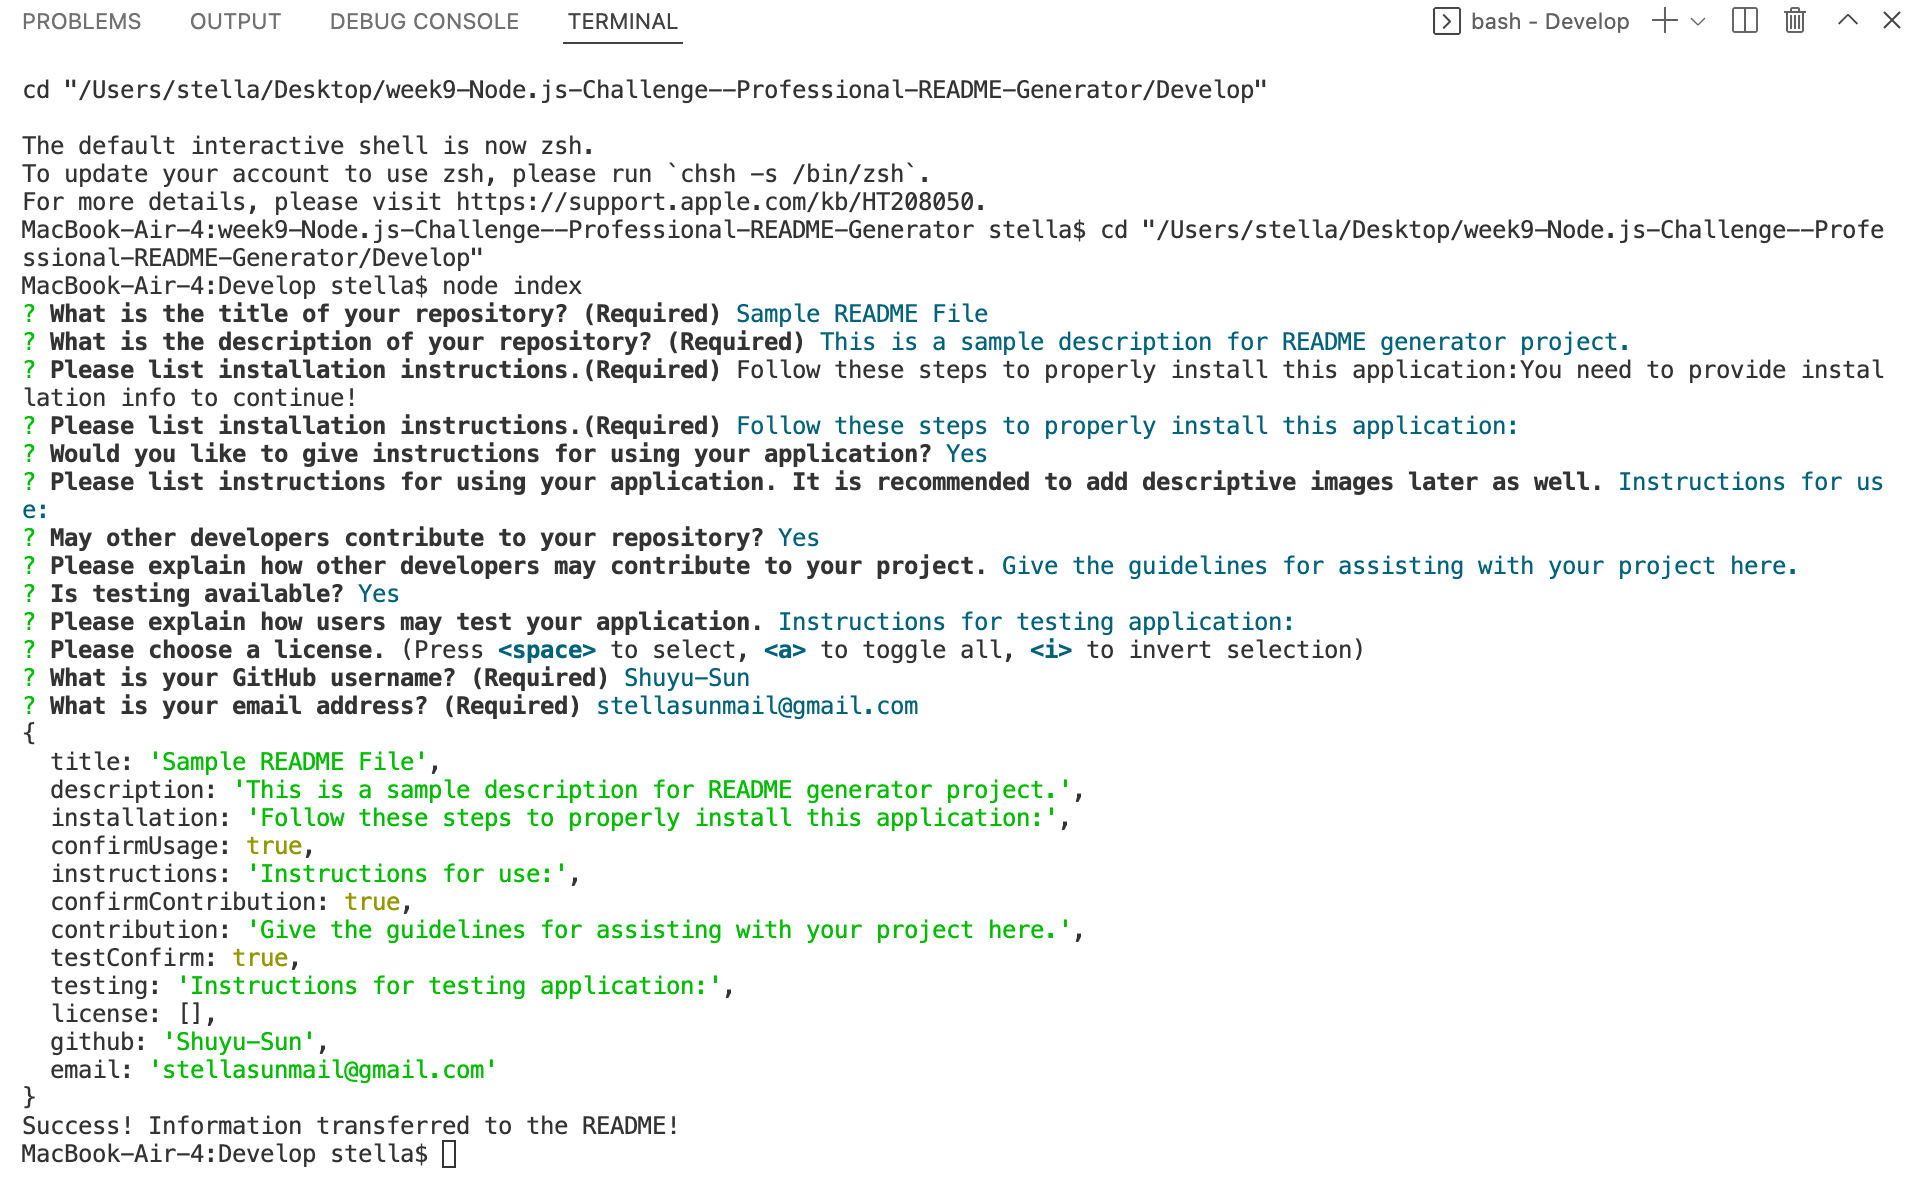 PROBLEMS OUTPUT DEBUG CONSOLE TERMINAL bash - Develop
cd "/Users/stella/Desktop/week9-Node.js-Challenge--Professional-README-Generator/Develop"
The default interactive shell is now zsh.
To update your account to use zsh, please run `chsh -s /bin/zsh`.
For more details, please visit https://support.apple.com/kb/HT208050.
MacBook-Air-4:week9-Node.js-Challenge--Professional-README-Generator stella$ cd "/Users/stella/Desktop/week9-Node.js-Challenge--Profe
ssional-README-Generator/Develop"
MacBook-Air-4:Develop stella$ node index
? What is the title of your repository? (Required) Sample README File
? What is the description of your repository? (Required) This is a sample description for README generator project.
? Please list installation instructions.(Required) Follow these steps to properly install this application:You need to provide instal
lation info to continue!
? Please list installation instructions.(Required) Follow these steps to properly install this application:
? Would you like to give instructions for using your application? Yes
? Please list instructions for using your application. It is recommended to add descriptive images later as well. Instructions for us
e:
? May other developers contribute to your repository? Yes
? Please explain how other developers may contribute to your project. Give the guidelines for assisting with your project here.
? Is testing available? Yes
? Please explain how users may test your application. Instructions for testing application:
? Please choose a license. (Press <space> to select, <a> to toggle all, <i> to invert selection)
? What is your GitHub username? (Required) Shuyu-Sun
? What is your email address? (Required) stellasunmail@gmail.com
{
  title: 'Sample README File',
  description: 'This is a sample description for README generator project.',
  installation: 'Follow these steps to properly install this application:',
  confirmUsage: true,
  instructions: 'Instructions for use:',
  confirmContribution: true,
  contribution: 'Give the guidelines for assisting with your project here.',
  testConfirm: true,
  testing: 'Instructions for testing application:',
  license: [],
  github: 'Shuyu-Sun',
  email: 'stellasunmail@gmail.com'
}
Success! Information transferred to the README!
MacBook-Air-4:Develop stella$